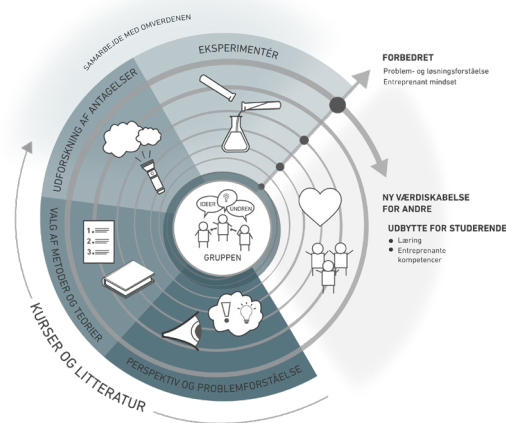 SAMARBEJDE MED OMVERDENEN
EKSPERIMENTÉR
UDFORSKNING AF ANTAGELSER
VALG AF METODER OG TEORIER
PERSPEKTIV OG PROBLEMFORSTÅELSE
KURSER OG LITTERATUR
IDEER
UNDREN
GRUPPEN
1.
2.
3.
FORBEDRET
Problem- og løsningsforståelse
Entreprenant mindset
NY VÆRDISKABELSE
FOR ANDRE
UDBYTTE FOR STUDERENDE
Læring
Entreprenante
kompetencer